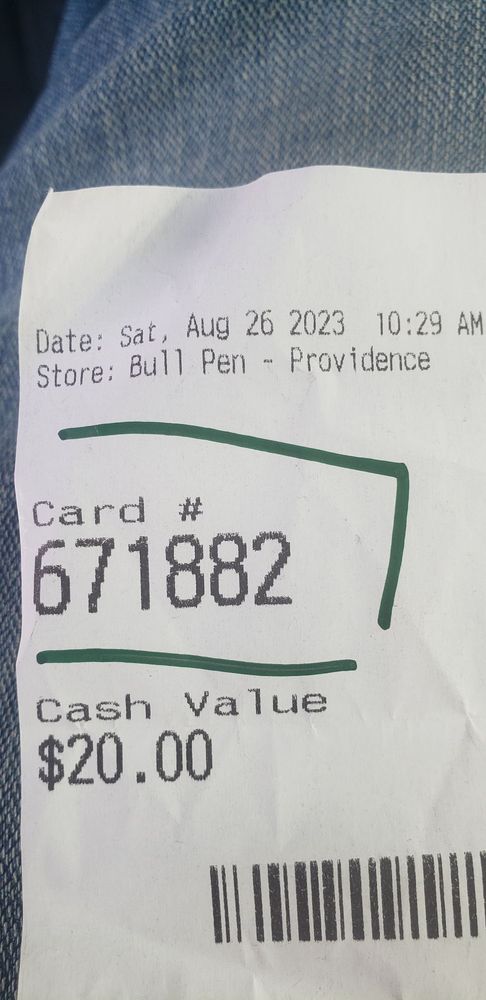 Date: Sat, Aug 26 2023 10:29 AM
Store: Bull Pen - Providence
Card #
671882
Cash Value
$20.00